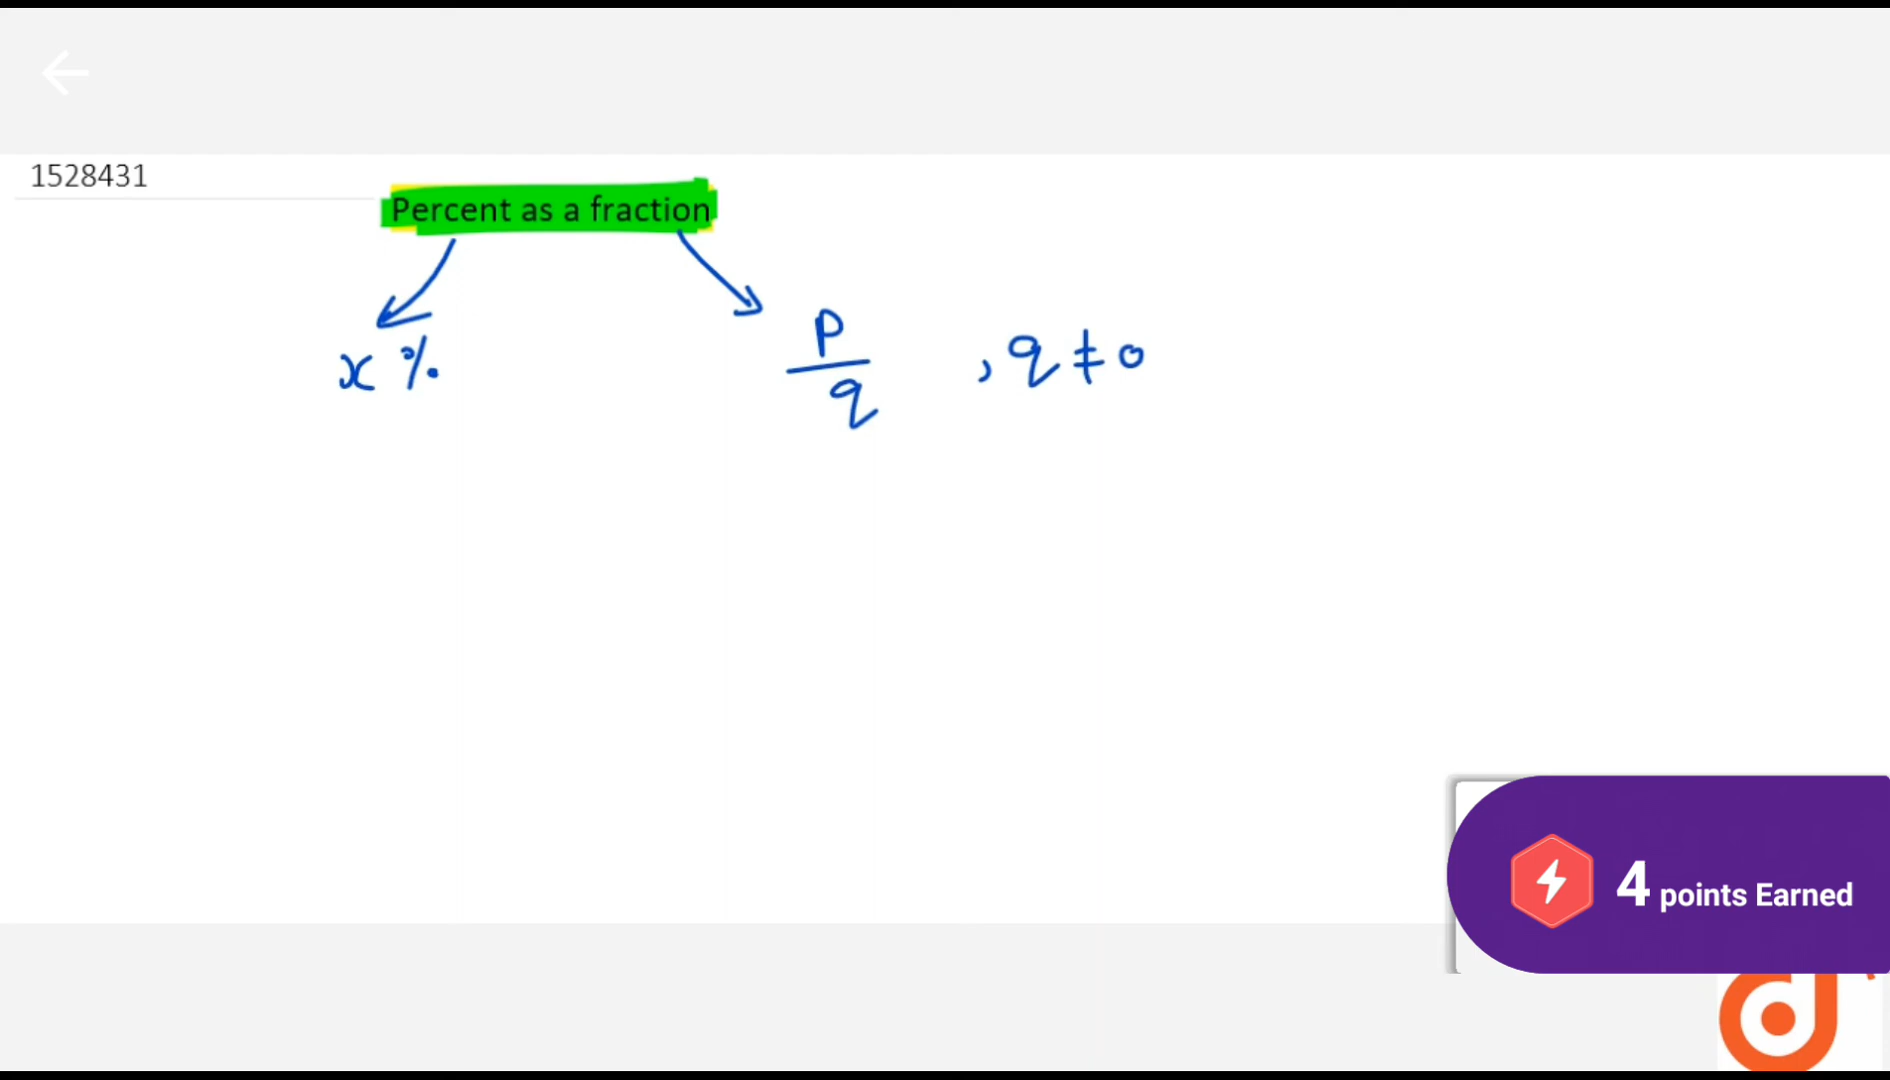 1528431
Percent as a fraction
x %
p/q , q ≠ 0
4 points Earned